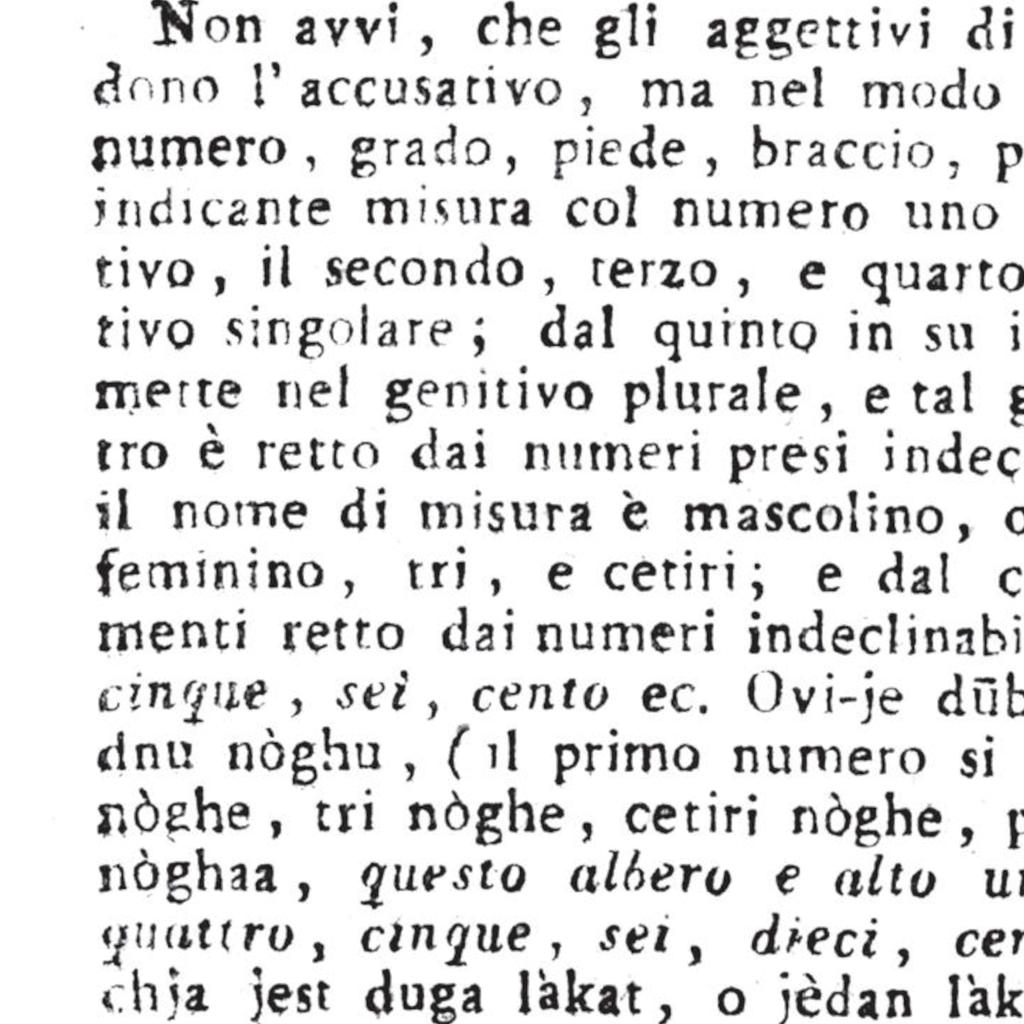 Non avvi, che gli aggettivi di
dono l'accusativo, ma nel modo
numero, grado, piede, braccio, p
indicante misura col numero uno
tivo, il secondo, terzo, e quarto
tivo singolare; dal quinto in su i
mette nel genitivo plurale, e tal g
tro è retto dai numeri presi indec
il nome di misura è mascolino, o
feminino, tri, e cetiri; e dal c
menti retto dai numeri indeclinabi
cinque, sei, cento ec. Ovi-je dūb
dnu nòghu, (il primo numero si
nòghe, tri nòghe, cetiri nòghe, p
nòghaa, questo albero e alto un
quattro, cinque, sei, dieci, cen
chja jest duga làkat, o jèdan làk